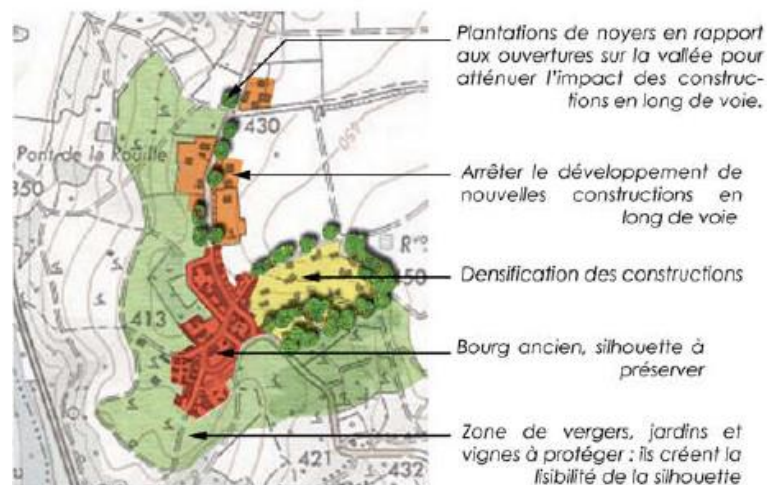 Plantations de noyers en rapport
aux ouvertures sur la vallée pour
atténuer l'impact des construc-
tions en long de voie.
430
450
Pont de la Rouille
350
Arrêter le développement de
nouvelles constructions en
long de voie
Rvo.
Densification des constructions
50
413
Bourg ancien, silhouette à
préserver
Zone de vergers, jardins et
vignes à protéger : ils créent la
lisibilité de la silhouette
421
432